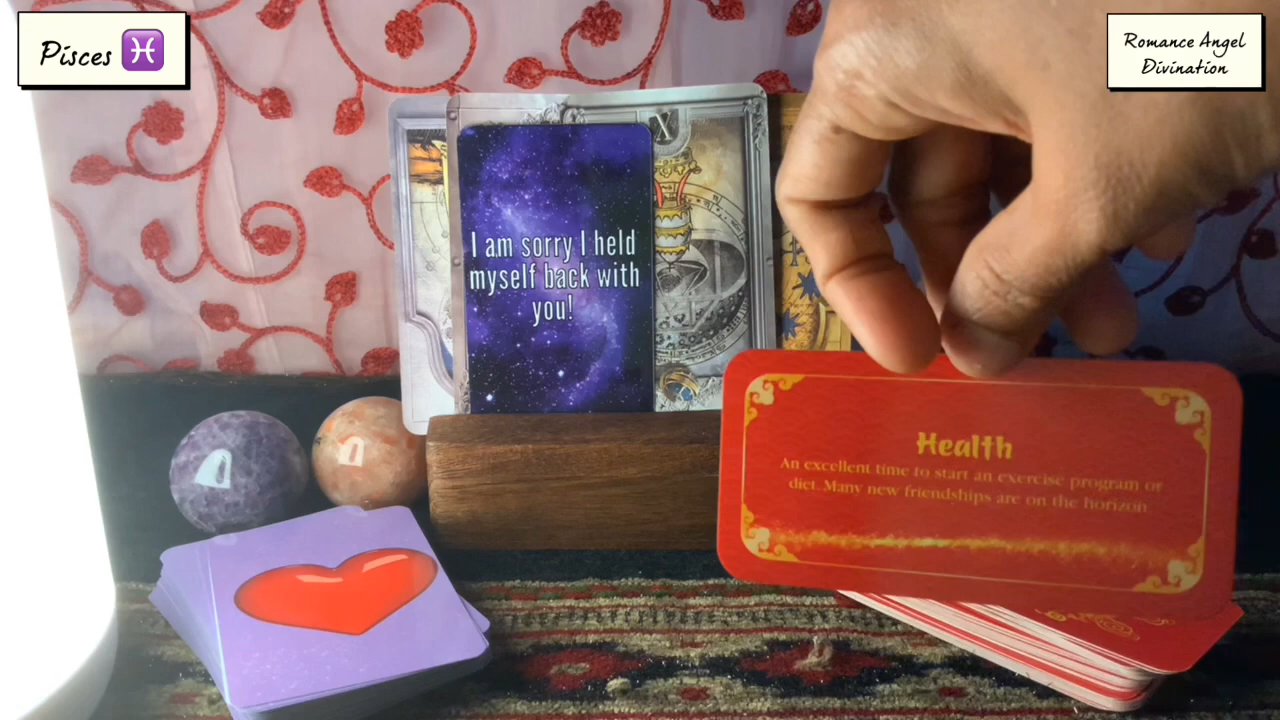 Pisces ♓
Romance Angel
Divination
X
I am sorry I held
myself back with
you!
Health
An excellent time to start an exercise program or
diet..Many new friendships are on the horizon